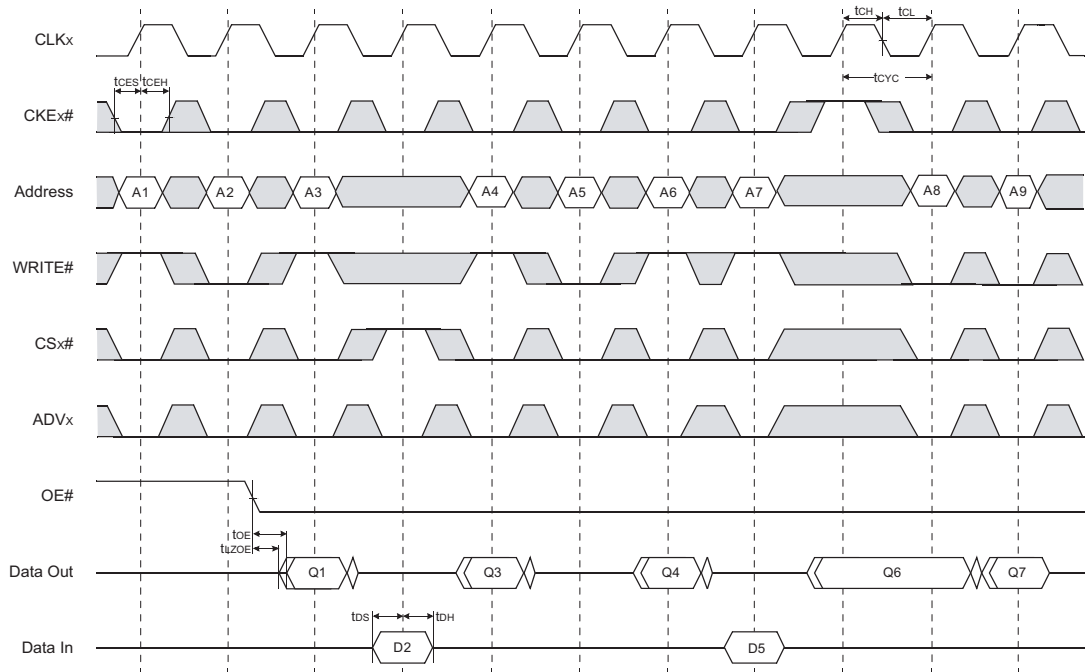 tCH tCL
CLKx
tCYC
tCES tCEH
CKEx#
Address A1 A2 A3 A4 A5 A6 A7 A8 A9
WRITE#
CSx#
ADVx
OE#
tOE
tLZOE
Data Out Q1 Q3 Q4 Q6 Q7
tDS tDH
Data In D2 D5